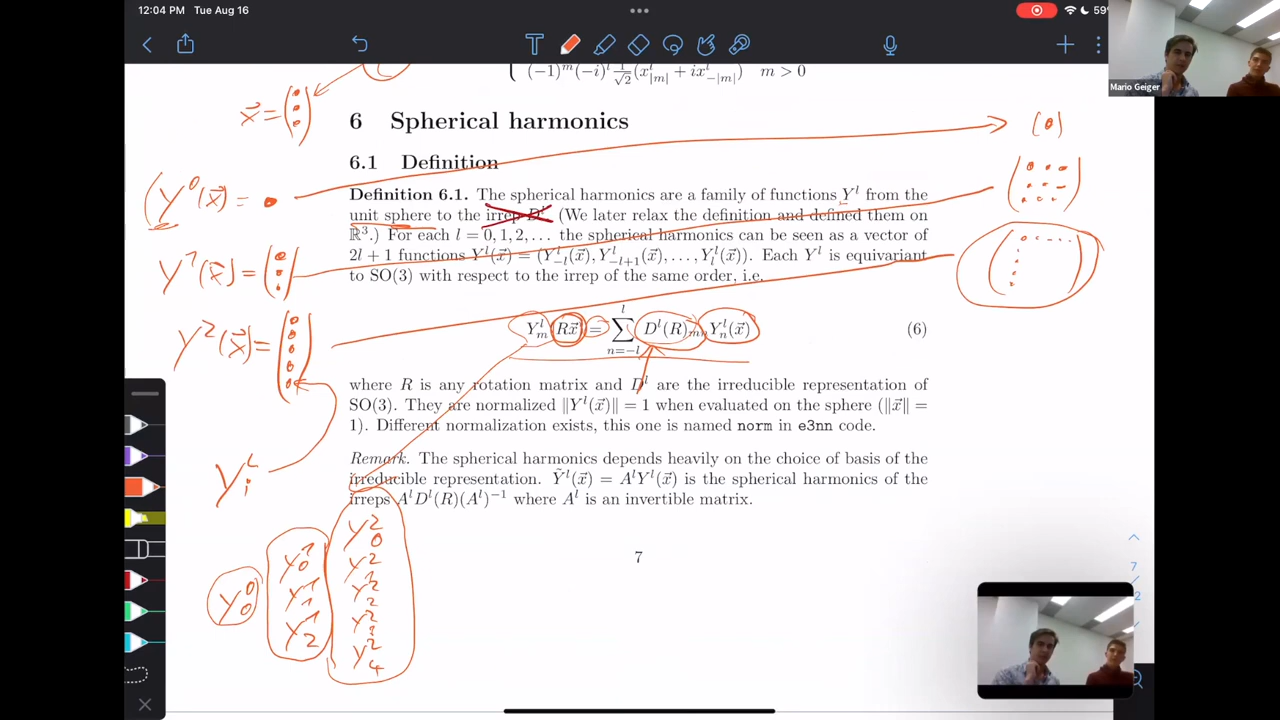 12:04 PM Tue Aug 16
59
Mario Geiger
(−1)^m(−i)^l 1/√2 (x^l_{|m|} + ix^l_{−|m|}) m > 0
x⃗ =
6 Spherical harmonics
6.1 Definition
Definition 6.1. The spherical harmonics are a family of functions Y^l from the
unit sphere to the irrep D^l (We later relax the definition and defined them on
ℝ³.) For each l = 0, 1, 2, … the spherical harmonics can be seen as a vector of
2l + 1 functions Y^l(x⃗) = (Y^l_{−l}(x⃗), Y^l_{−l+1}(x⃗), …, Y^l_l(x⃗)). Each Y^l is equivariant
to SO(3) with respect to the irrep of the same order, i.e.
Y^l_m(Rx⃗) = ∑_{n=−l}^{l} D^l(R)_{mn} Y^l_n(x⃗) (6)
where R is any rotation matrix and D^l are the irreducible representation of
SO(3). They are normalized ‖Y^l(x⃗)‖ = 1 when evaluated on the sphere (‖x⃗‖ =
1). Different normalization exists, this one is named norm in e3nn code.
Remark. The spherical harmonics depends heavily on the choice of basis of the
irreducible representation. Ỹ^l(x⃗) = A^l Y^l(x⃗) is the spherical harmonics of the
irreps A^l D^l(R)(A^l)^{−1} where A^l is an invertible matrix.
7
Y^0(x⃗) =
Y^1(x⃗) =
Y^2(x⃗) =
Y^l_i
Y^0_0
Y^1_0
Y^1_1
Y^1_2
Y^2_0
Y^2_1
Y^2_2
Y^2_3
Y^2_4
7